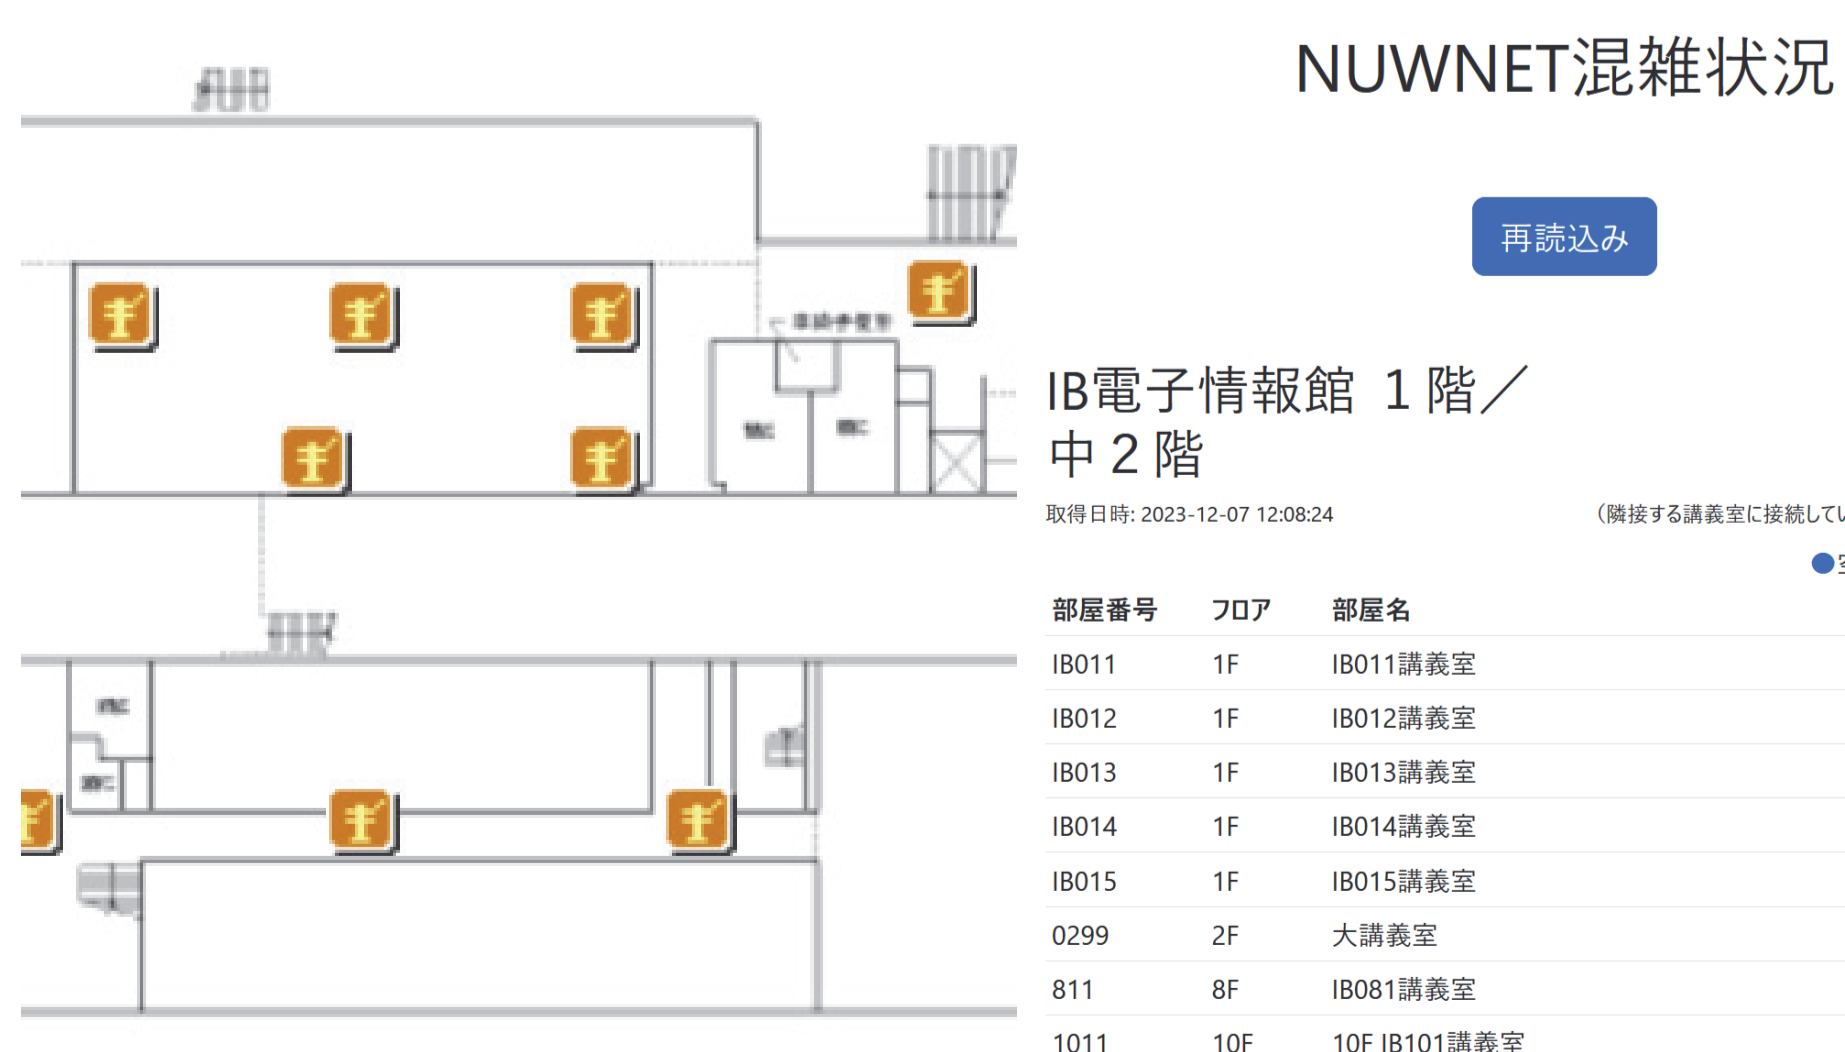 NUWNET混雑状況
再読込み
IB電子情報館 1階／
中2階
取得日時: 2023-12-07 12:08:24
（隣接する講義室に接続してい
部屋番号 フロア 部屋名
IB011 1F IB011講義室
IB012 1F IB012講義室
IB013 1F IB013講義室
IB014 1F IB014講義室
IB015 1F IB015講義室
0299 2F 大講義室
811 8F IB081講義室
1011 10F 10F IB101講義室